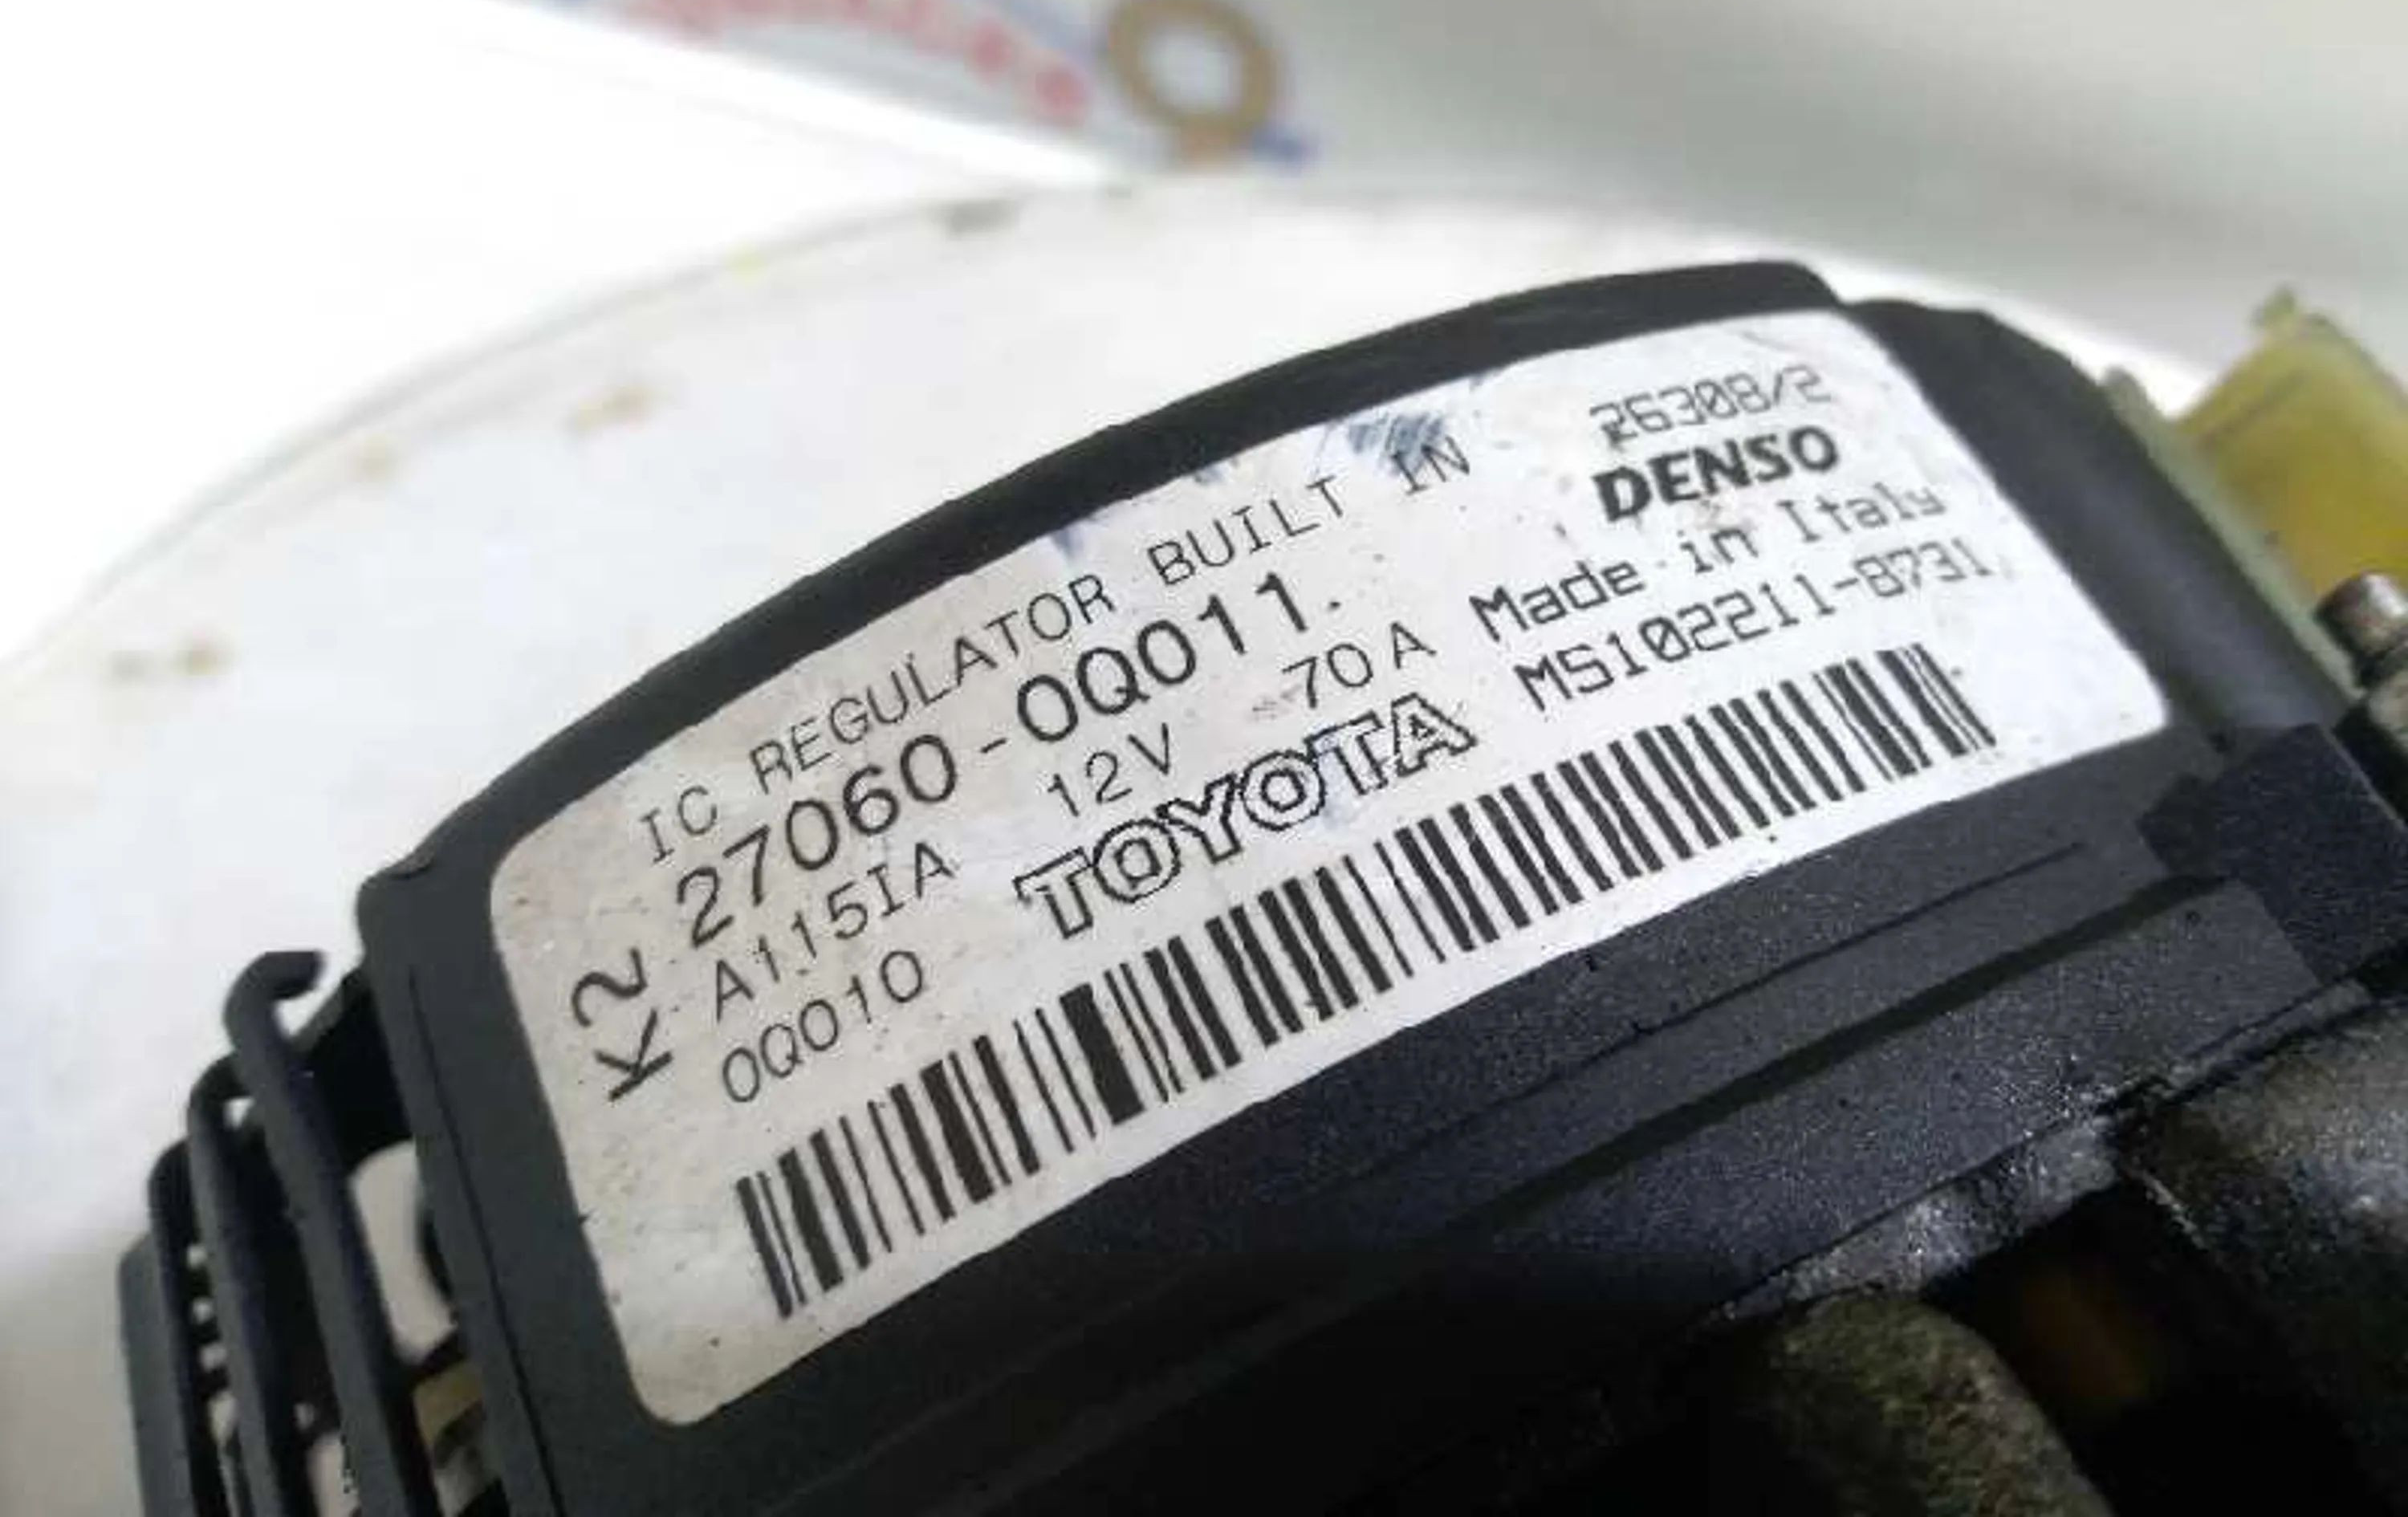 26308/2
IC REGULATOR BUILT IN
DENSO
K2
27060-0Q011.
Made in Italy
A115IA 12V 70A
MS102211-8731
0Q010
TOYOTA